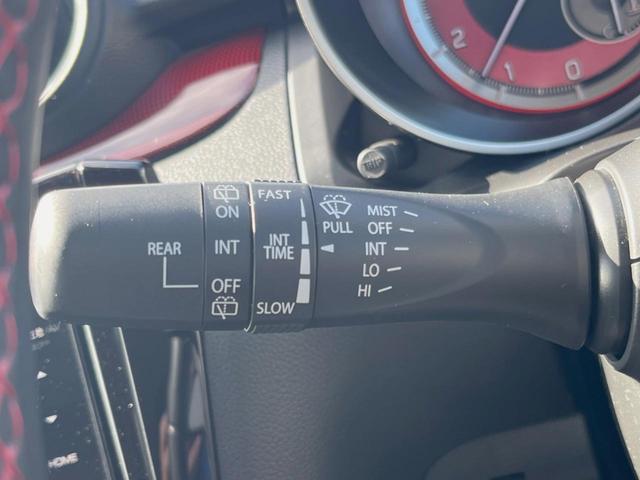 2
1
0
REAR
ON
INT
OFF
FAST
INT
TIME
SLOW
PULL
MIST
OFF
INT
LO
HI
HOME